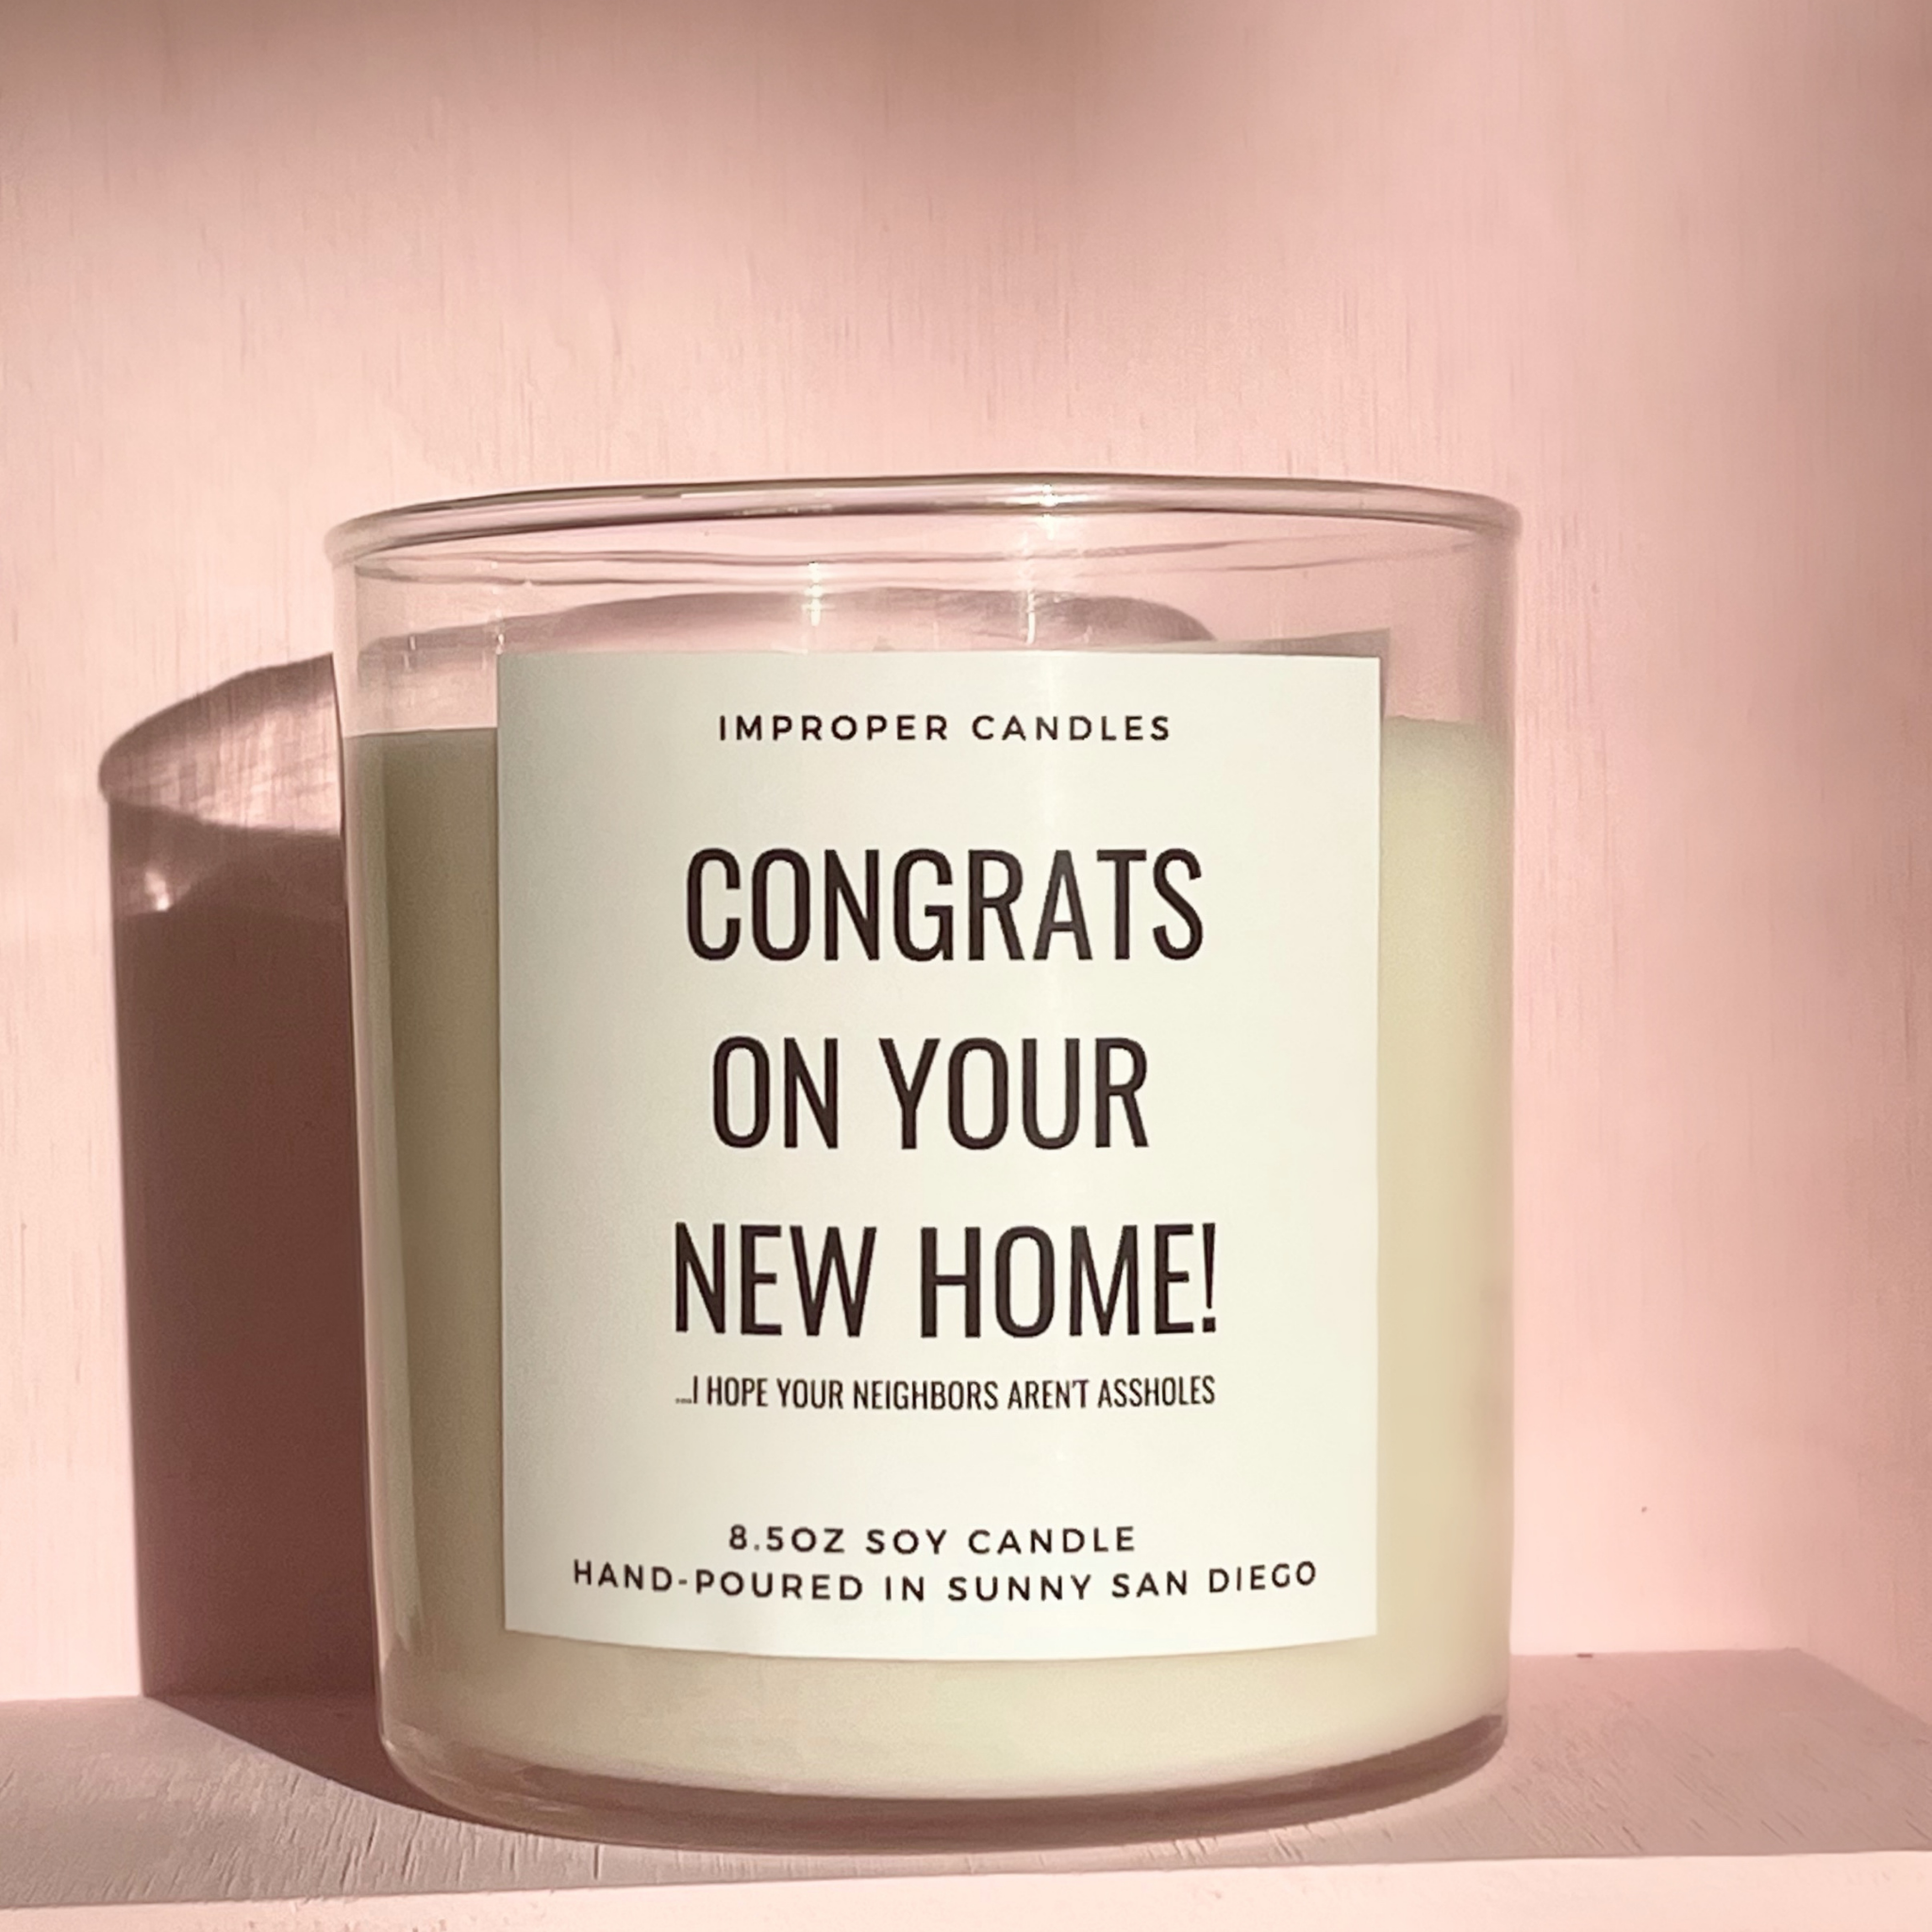 IMPROPER CANDLES
CONGRATS
ON YOUR
NEW HOME!
...I HOPE YOUR NEIGHBORS AREN'T ASSHOLES
8.5OZ SOY CANDLE
HAND-POURED IN SUNNY SAN DIEGO